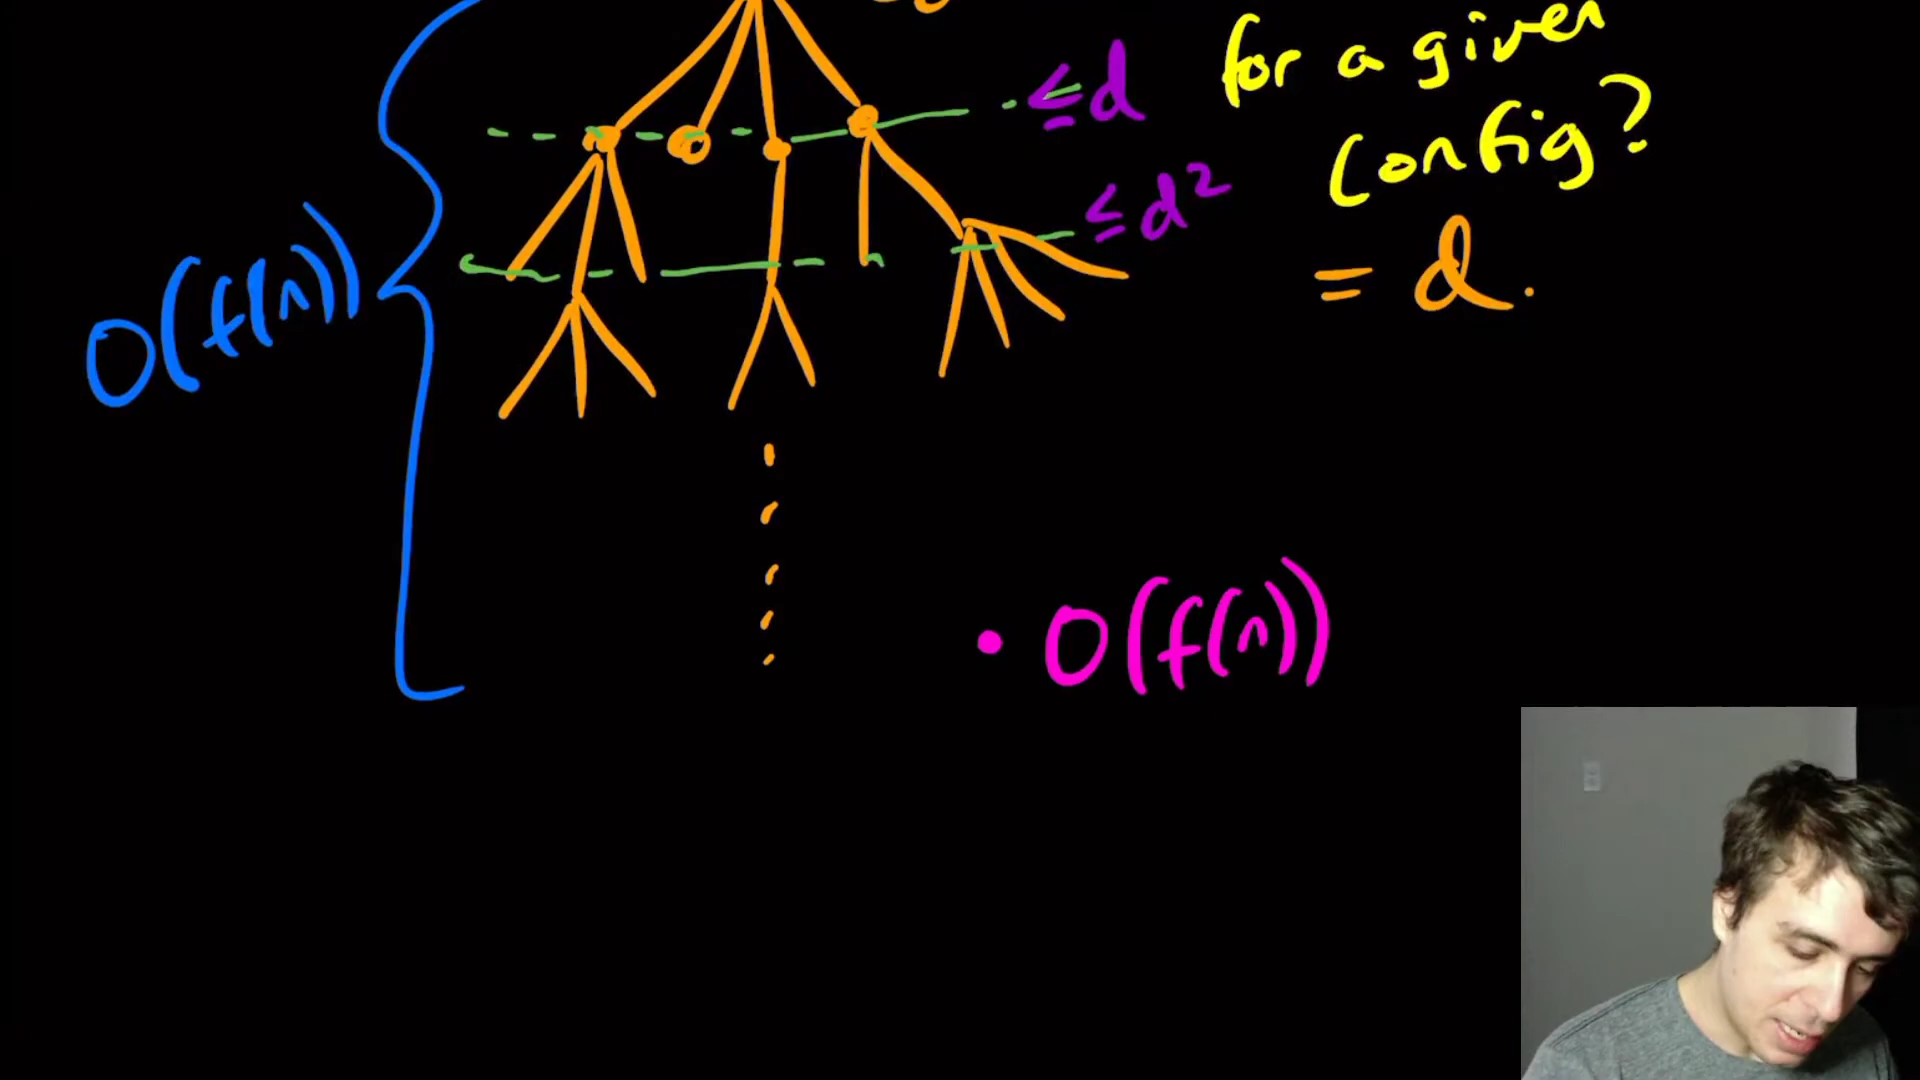 for a given
config?
= d.
≤d
≤d²
O(f(n))
• O(f(n))